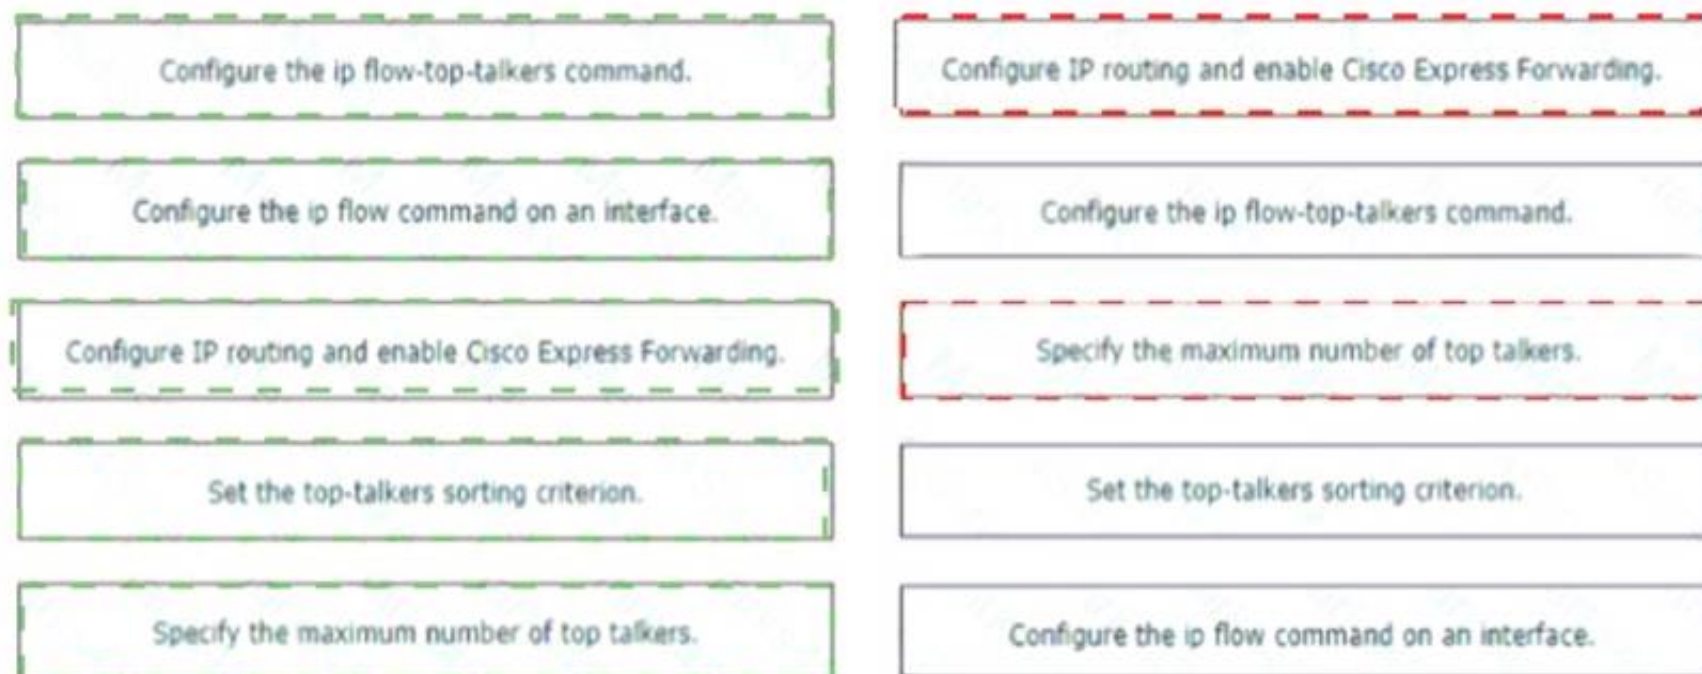 Configure the ip flow-top-talkers command.
Configure the ip flow command on an interface.
Configure IP routing and enable Cisco Express Forwarding.
Set the top-talkers sorting criterion.
Specify the maximum number of top talkers.
Configure IP routing and enable Cisco Express Forwarding.
Configure the ip flow-top-talkers command.
Specify the maximum number of top talkers.
Set the top-talkers sorting criterion.
Configure the ip flow command on an interface.